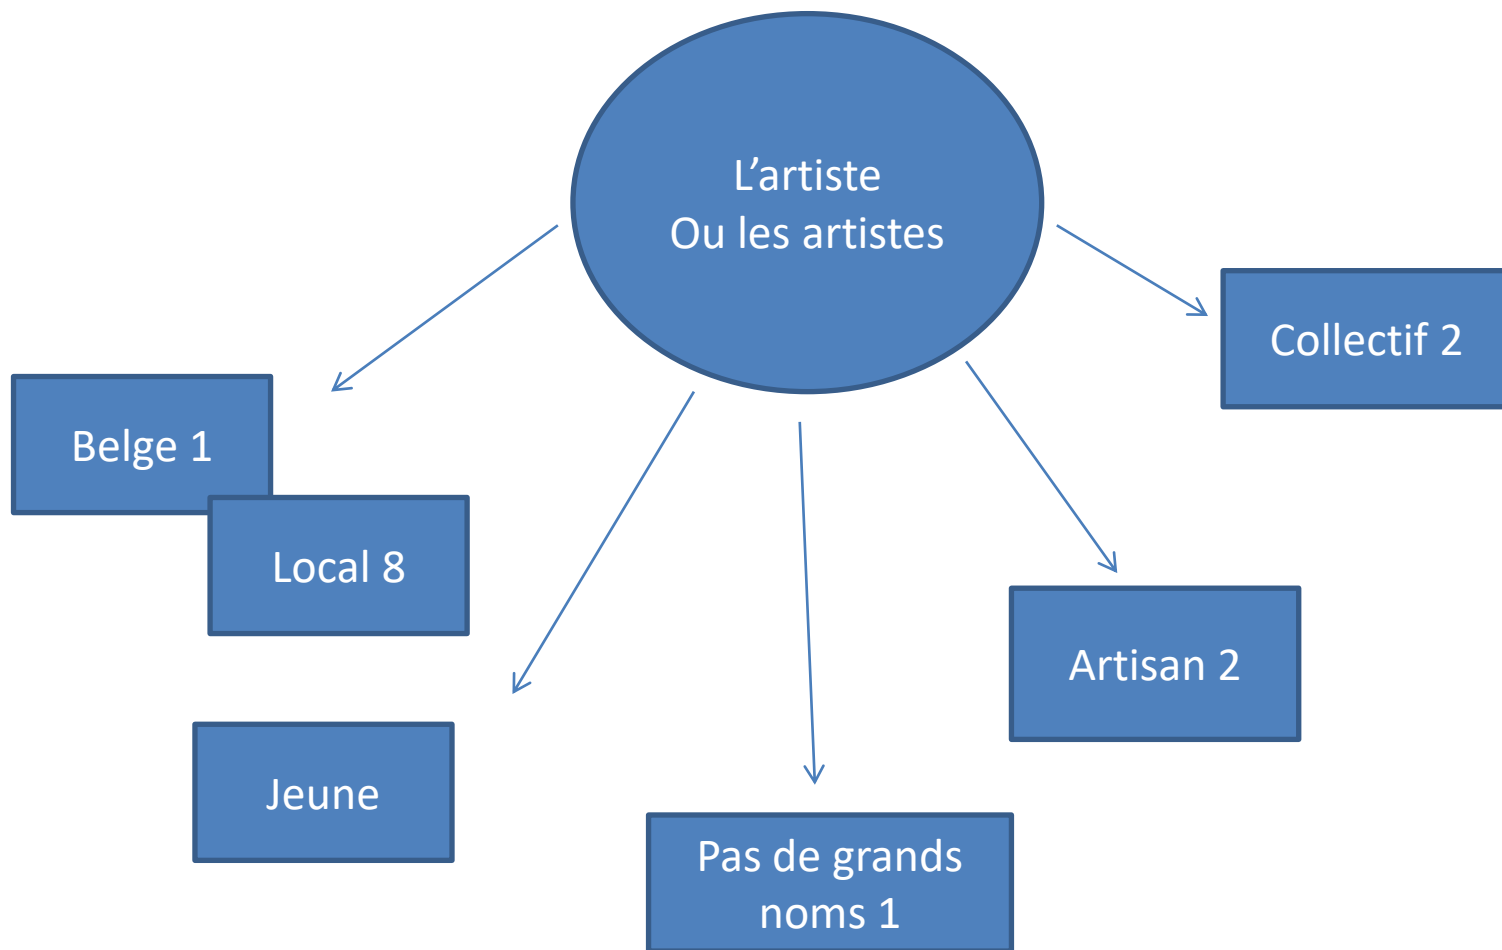 L’artiste
Ou les artistes
Collectif 2
Belge 1
Local 8
Artisan 2
Jeune
Pas de grands
noms 1